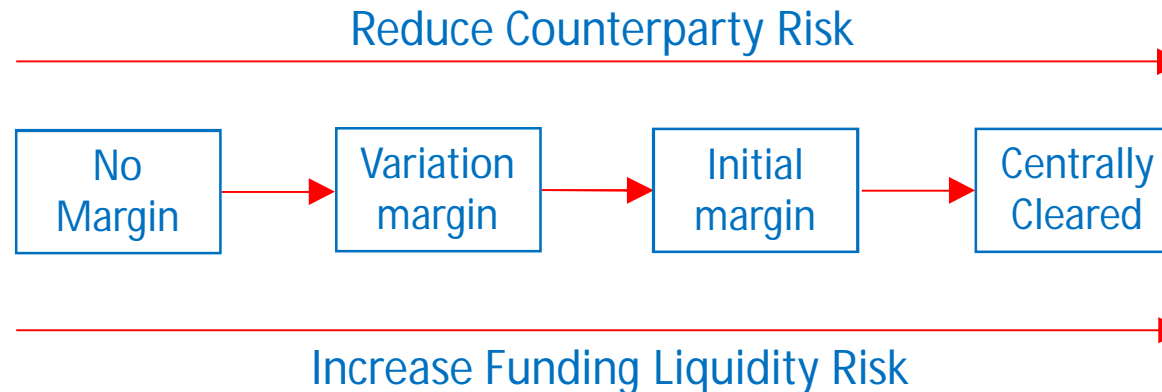 Reduce Counterparty Risk
No
Margin
Variation
margin
Initial
margin
Centrally
Cleared
Increase Funding Liquidity Risk